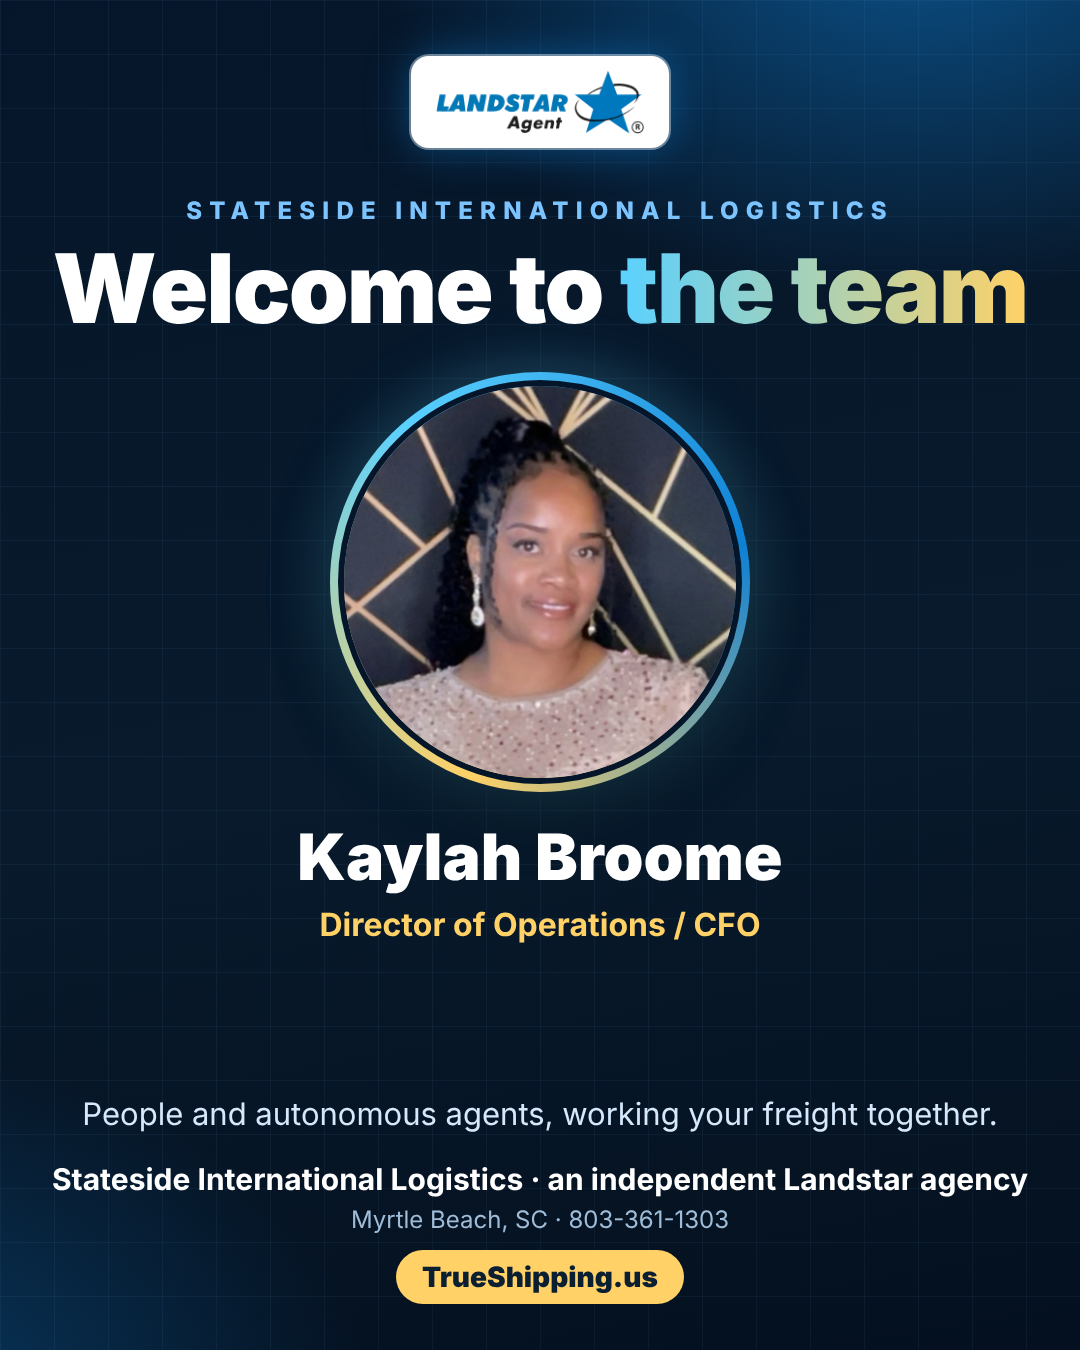 LANDSTAR
Agent ®
STATESIDE INTERNATIONAL LOGISTICS
Welcome to the team
Kaylah Broome
Director of Operations / CFO
People and autonomous agents, working your freight together.
Stateside International Logistics · an independent Landstar agency
Myrtle Beach, SC · 803-361-1303
TrueShipping.us